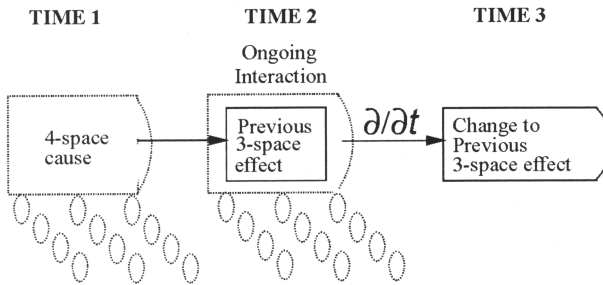 TIME 1
TIME 2
TIME 3
Ongoing
Interaction
4-space
cause
Previous
3-space
effect
∂/∂t
Change to
Previous
3-space effect